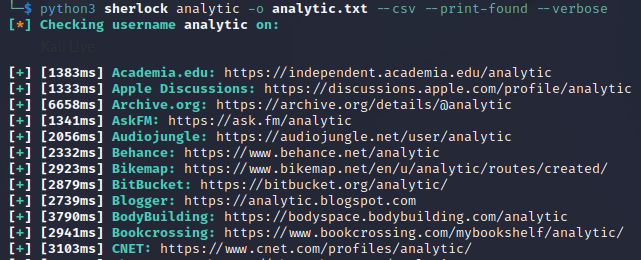 └─$ python3 sherlock analytic -o analytic.txt --csv --print-found --verbose
[*] Checking username analytic on:
Kali Live
[+] [1383ms] Academia.edu: https://independent.academia.edu/analytic
[+] [1333ms] Apple Discussions: https://discussions.apple.com/profile/analytic
[+] [6658ms] Archive.org: https://archive.org/details/@analytic
[+] [1341ms] AskFM: https://ask.fm/analytic
[+] [2056ms] Audiojungle: https://audiojungle.net/user/analytic
[+] [2332ms] Behance: https://www.behance.net/analytic
[+] [2923ms] Bikemap: https://www.bikemap.net/en/u/analytic/routes/created/
[+] [2879ms] BitBucket: https://bitbucket.org/analytic/
[+] [2739ms] Blogger: https://analytic.blogspot.com
[+] [3790ms] BodyBuilding: https://bodyspace.bodybuilding.com/analytic
[+] [2941ms] Bookcrossing: https://www.bookcrossing.com/mybookshelf/analytic/
[+] [3103ms] CNET: https://www.cnet.com/profiles/analytic/